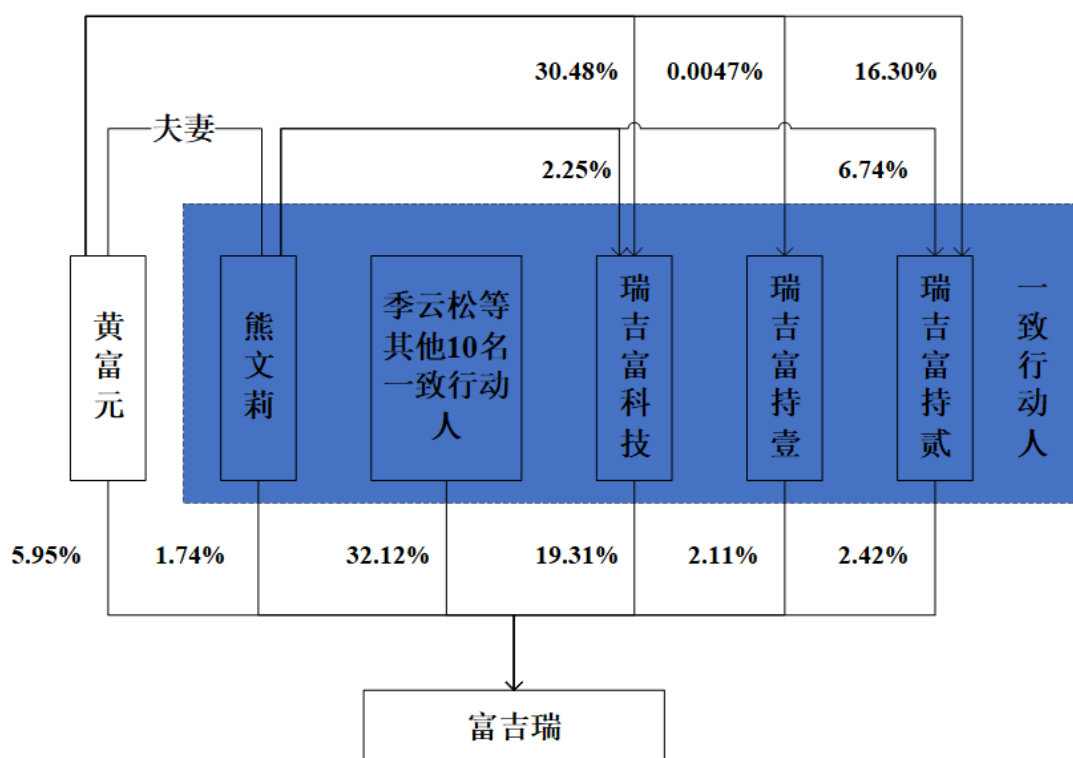 30.48%
0.0047%
16.30%
夫妻
2.25%
6.74%
黄富元
熊文莉
季云松等
其他10名
一致行动
人
瑞吉富科技
瑞吉富持壹
瑞吉富持贰
一致行动人
5.95%
1.74%
32.12%
19.31%
2.11%
2.42%
富吉瑞